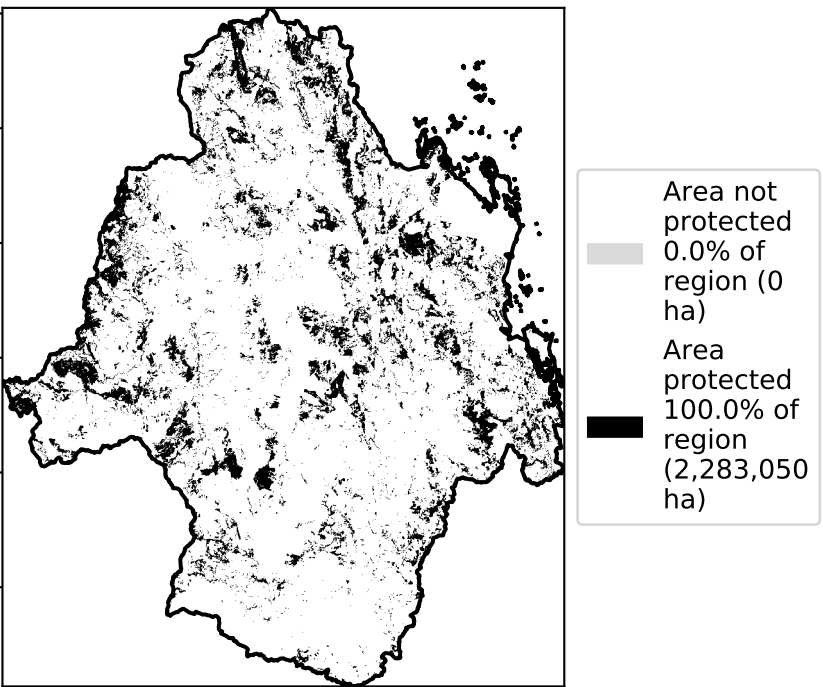 Area not
protected
0.0% of
region (0
ha)
Area
protected
100.0% of
region
(2,283,050
ha)